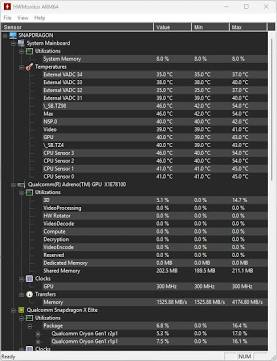 HWMonitor ARM64
File View Help
Sensor Value Min Max
SNAPDRAGON
System Mainboard
Utilizations
System Memory 8.0 % 8.0 % 8.0 %
Temperatures
External VADC 34 35.0 °C 35.0 °C 37.0 °C
External VADC 33 38.0 °C 38.0 °C 40.0 °C
External VADC 32 35.0 °C 35.0 °C 37.0 °C
External VADC 31 39.0 °C 39.0 °C 40.0 °C
\_SB.TZ98 46.0 °C 42.0 °C 54.0 °C
Max 46.0 °C 42.0 °C 54.0 °C
NSP.0 40.0 °C 40.0 °C 42.0 °C
Video 39.0 °C 39.0 °C 41.0 °C
GPU 40.0 °C 39.0 °C 43.0 °C
\_SB.TZ4 40.0 °C 39.0 °C 43.0 °C
CPU Sensor 3 46.0 °C 42.0 °C 54.0 °C
CPU Sensor 2 45.0 °C 42.0 °C 54.0 °C
CPU Sensor 1 41.0 °C 41.0 °C 45.0 °C
CPU Sensor 0 41.0 °C 41.0 °C 45.0 °C
Qualcomm(R) Adreno(TM) GPU X1E78100
Utilizations
3D 5.1 % 0.0 % 14.7 %
VideoProcessing 0.0 % 0.0 % 0.0 %
HW Rotator 0.0 % 0.0 % 0.0 %
VideoDecode 0.0 % 0.0 % 0.0 %
Compute 0.0 % 0.0 % 0.0 %
Decryption 0.0 % 0.0 % 0.0 %
VideoEncode 0.0 % 0.0 % 0.0 %
Reserved 0.0 % 0.0 % 0.0 %
Dedicated Memory 0.0 MB 0.0 MB 0.0 MB
Shared Memory 202.5 MB 188.5 MB 211.1 MB
Clocks
GPU 300 MHz 300 MHz 300 MHz
Transfers
Memory 1525.88 MB/s 1525.88 MB/s 4174.80 MB/s
Qualcomm Snapdragon X Elite
Utilizations
Package 6.8 % 0.0 % 16.4 %
Qualcomm Oryon Gen1 r2p1 5.2 % 0.0 % 17.0 %
Qualcomm Oryon Gen1 r1p1 7.5 % 0.0 % 16.1 %
Clocks
Ready NUM